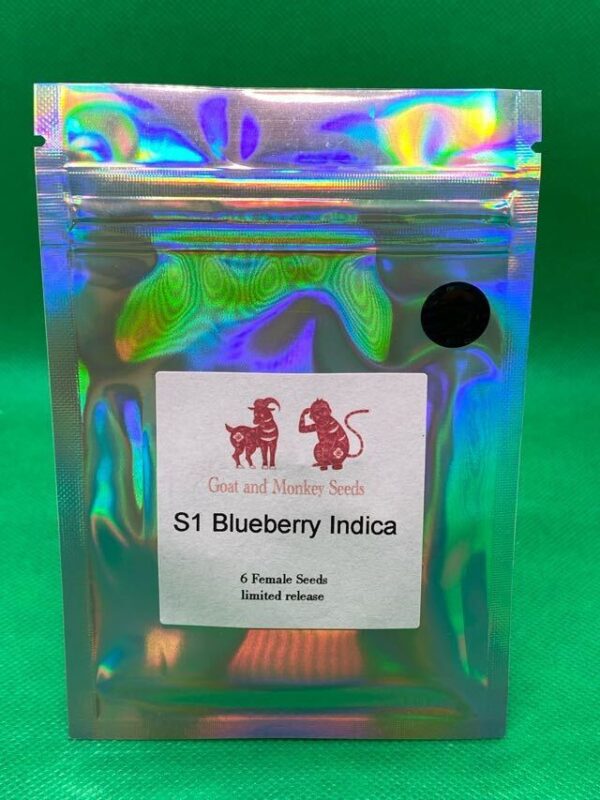 Goat and Monkey Seeds
S1 Blueberry Indica
6 Female Seeds
limited release